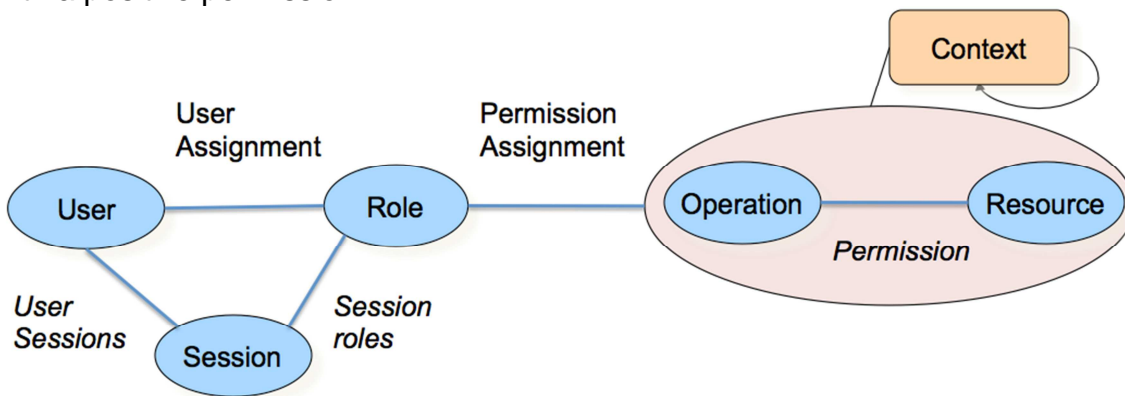 Context
User
Assignment
Permission
Assignment
User
Role
Operation
Resource
Permission
User
Sessions
Session
roles
Session